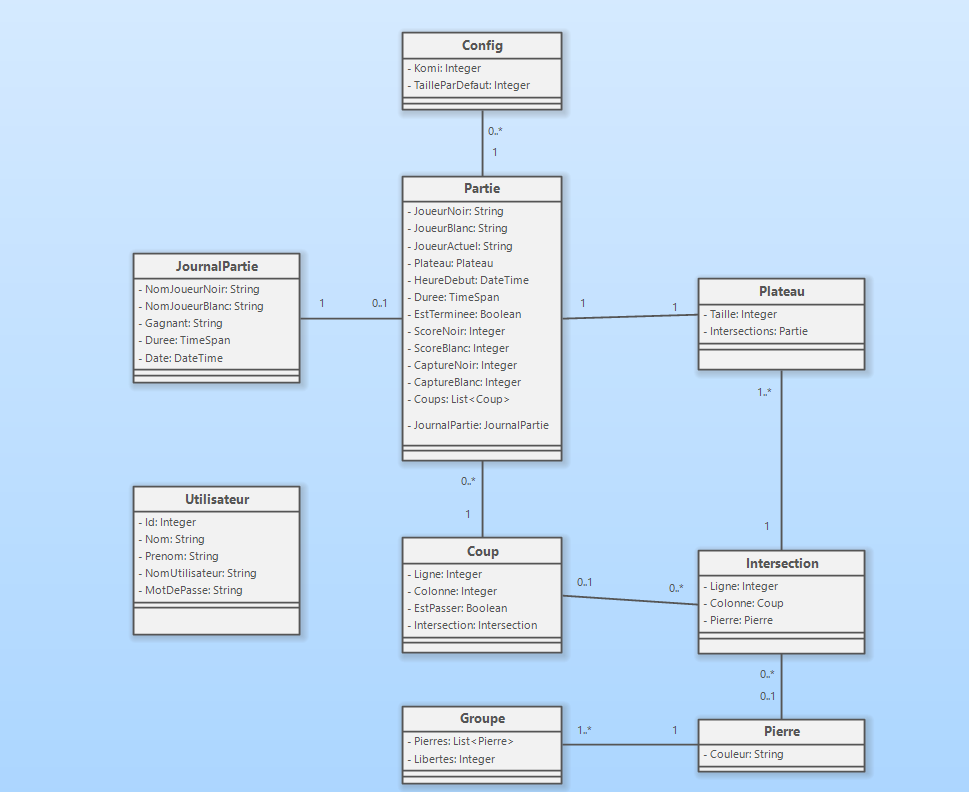 Config
- Komi: Integer
- TailleParDefaut: Integer
0..*
1
Partie
- JoueurNoir: String
- JoueurBlanc: String
- JoueurActuel: String
- Plateau: Plateau
- HeureDebut: DateTime
- Duree: TimeSpan
- EstTerminee: Boolean
- ScoreNoir: Integer
- ScoreBlanc: Integer
- CaptureNoir: Integer
- CaptureBlanc: Integer
- Coups: List<Coup>
- JournalPartie: JournalPartie
JournalPartie
- NomJoueurNoir: String
- NomJoueurBlanc: String
- Gagnant: String
- Duree: TimeSpan
- Date: DateTime
1
0..1
1
1
Plateau
- Taille: Integer
- Intersections: Partie
1..*
1
0..*
1
Utilisateur
- Id: Integer
- Nom: String
- Prenom: String
- NomUtilisateur: String
- MotDePasse: String
Coup
- Ligne: Integer
- Colonne: Integer
- EstPasser: Boolean
- Intersection: Intersection
0..1
0..*
Intersection
- Ligne: Integer
- Colonne: Coup
- Pierre: Pierre
0..*
0..1
Groupe
- Pierres: List<Pierre>
- Libertes: Integer
1..*
1
Pierre
- Couleur: String